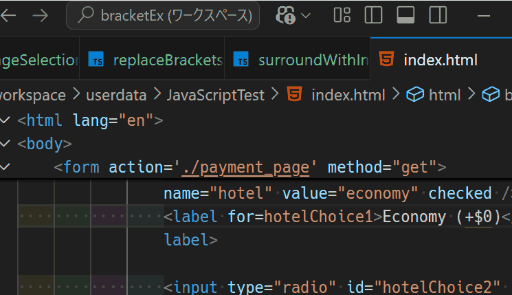 bracketEx (ワークスペース)
geSelection replaceBrackets surroundWithIn index.html
workspace > userdata > JavaScriptTest > index.html > html > b
<html lang="en">
<body>
<form action='./payment_page' method="get">
name="hotel" value="economy" checked />
<label for=hotelChoice1>Economy (+$0)</
label>
<input type="radio" id="hotelChoice2"